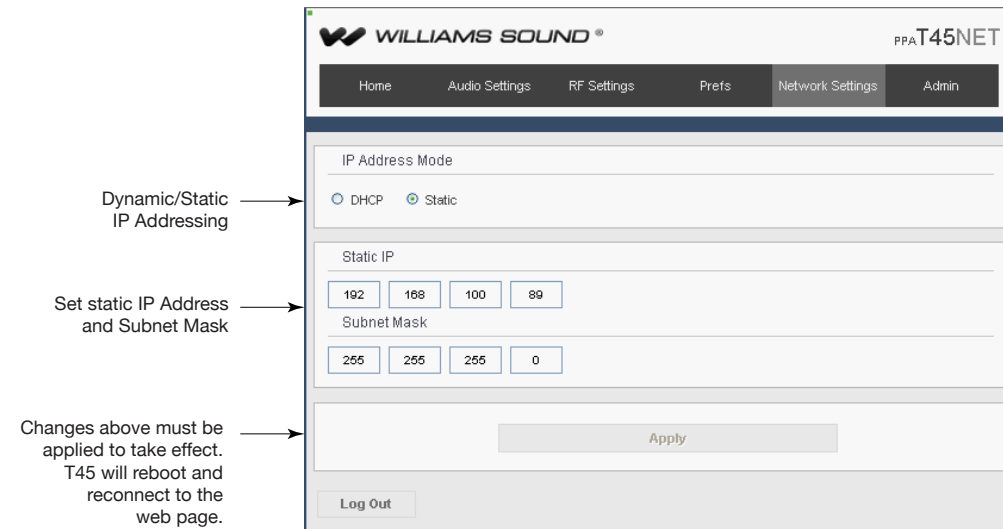 WILLIAMS SOUND®
PPA T45NET
Home Audio Settings RF Settings Prefs Network Settings Admin
IP Address Mode
Dynamic/Static
IP Addressing
DHCP Static
Static IP
Set static IP Address
and Subnet Mask
192 168 100 89
Subnet Mask
255 255 255 0
Changes above must be
applied to take effect.
T45 will reboot and
reconnect to the
web page.
Apply
Log Out